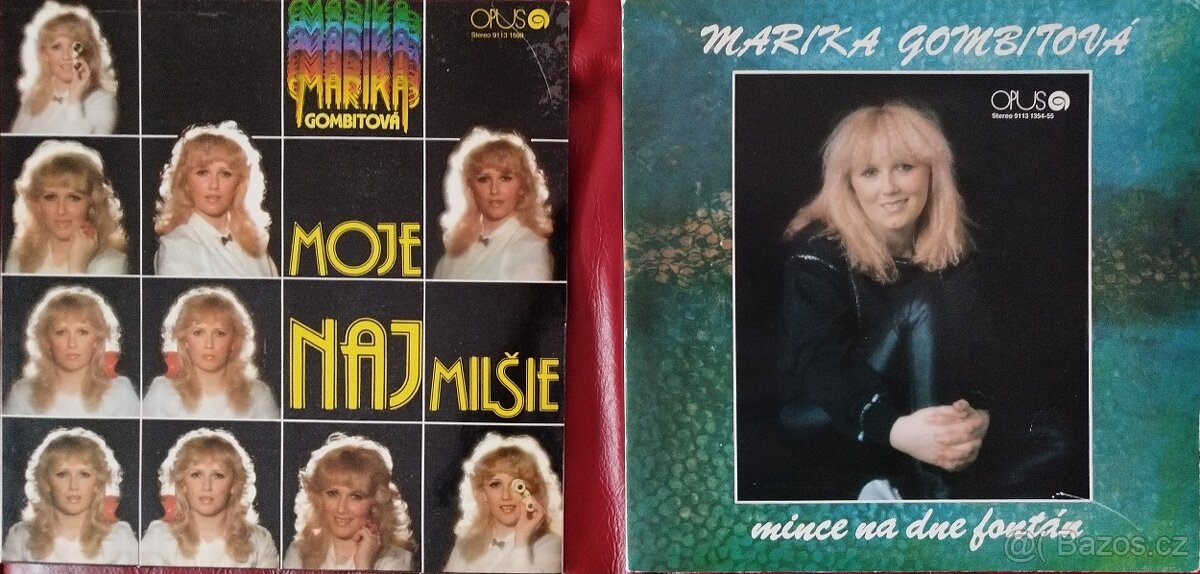 MARIKA
GOMBITOVÁ
OPUS
Stereo 9113 1599
MOJE
NAJ
MILŠIE
MARIKA GOMBITOVÁ
OPUS
Stereo 9113 1354-55
mince na dne fontán
@Bazos.cz